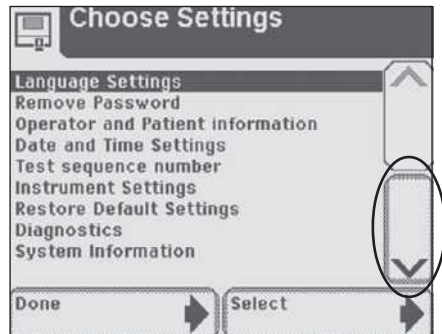 Choose Settings
Language Settings
Remove Password
Operator and Patient information
Date and Time Settings
Test sequence number
Instrument Settings
Restore Default Settings
Diagnostics
System Information
Done
Select